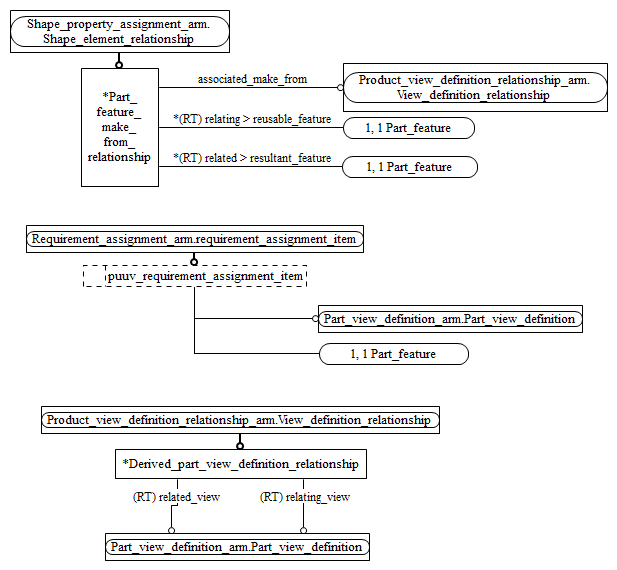 Shape_property_assignment_arm.
Shape_element_relationship
*Part_
feature_
make_
from_
relationship
associated_make_from
Product_view_definition_relationship_arm.
View_definition_relationship
*(RT) relating > reusable_feature
1, 1 Part_feature
*(RT) related > resultant_feature
1, 1 Part_feature
Requirement_assignment_arm.requirement_assignment_item
puuv_requirement_assignment_item
Part_view_definition_arm.Part_view_definition
1, 1 Part_feature
Product_view_definition_relationship_arm.View_definition_relationship
*Derived_part_view_definition_relationship
(RT) related_view
(RT) relating_view
Part_view_definition_arm.Part_view_definition